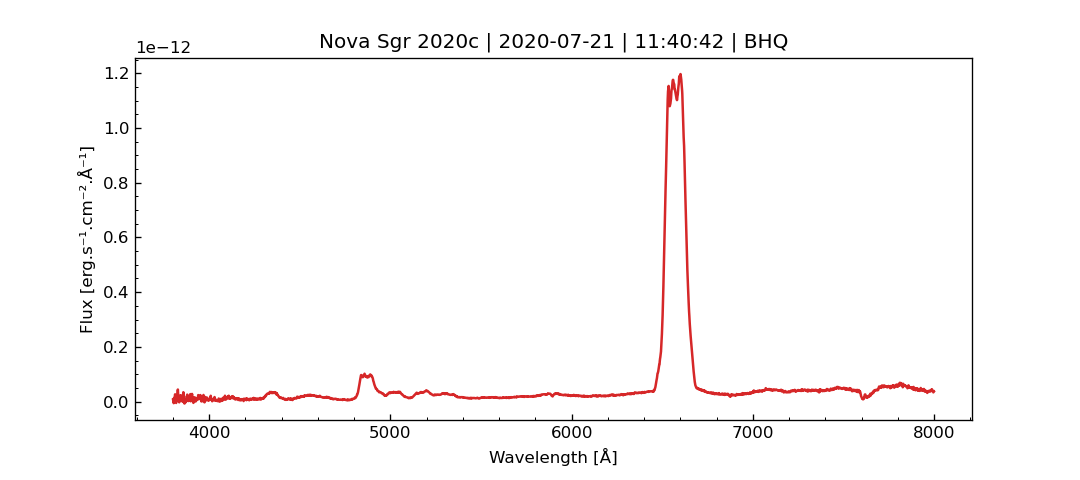 Nova Sgr 2020c | 2020-07-21 | 11:40:42 | BHQ
1e−12
1.2
1.0
0.8
0.6
0.4
0.2
0.0
Flux [erg.s⁻¹.cm⁻².Å⁻¹]
4000 5000 6000 7000 8000
Wavelength [Å]